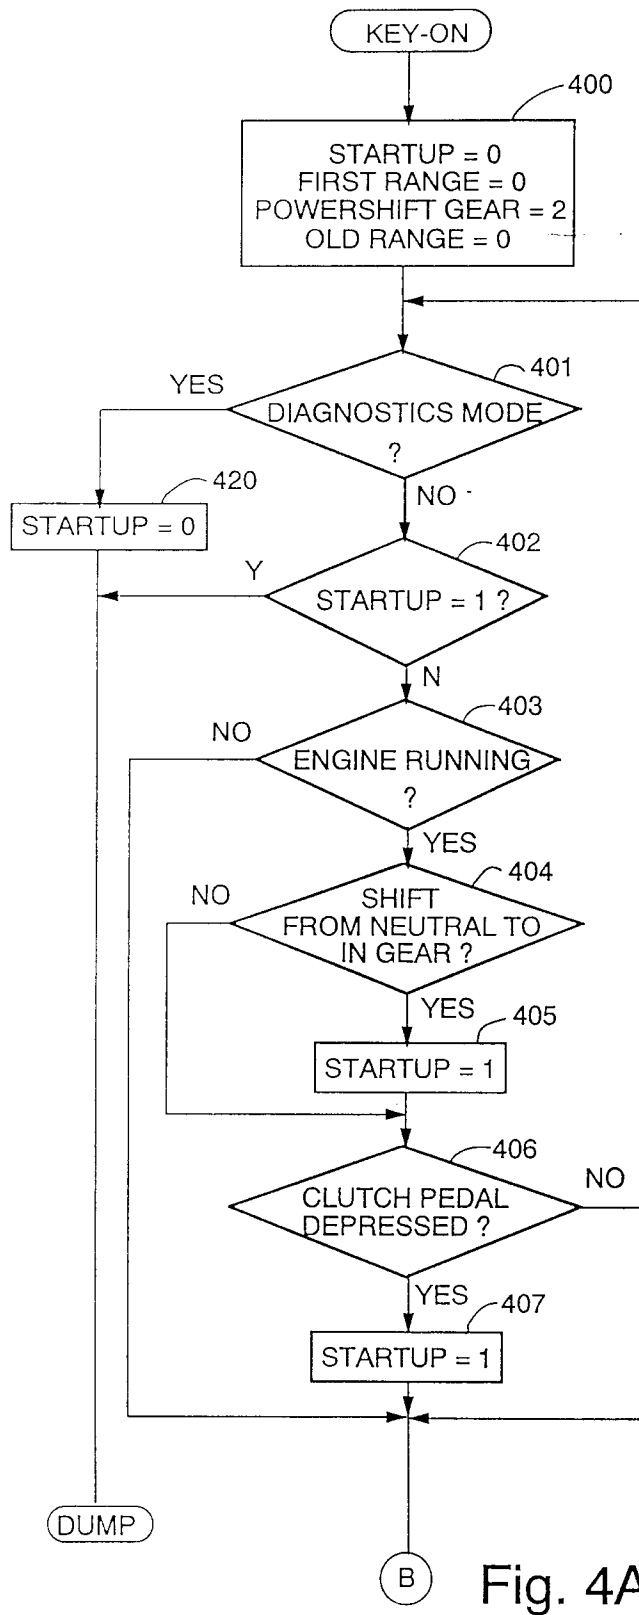 KEY-ON
400
STARTUP = 0
FIRST RANGE = 0
POWERSHIFT GEAR = 2
OLD RANGE = 0
401
YES
DIAGNOSTICS MODE
?
420
NO
STARTUP = 0
402
Y
STARTUP = 1 ?
N
403
NO
ENGINE RUNNING
?
YES
404
NO
SHIFT
FROM NEUTRAL TO
IN GEAR ?
YES
405
STARTUP = 1
406
NO
CLUTCH PEDAL
DEPRESSED ?
YES
407
STARTUP = 1
DUMP
B
Fig. 4A